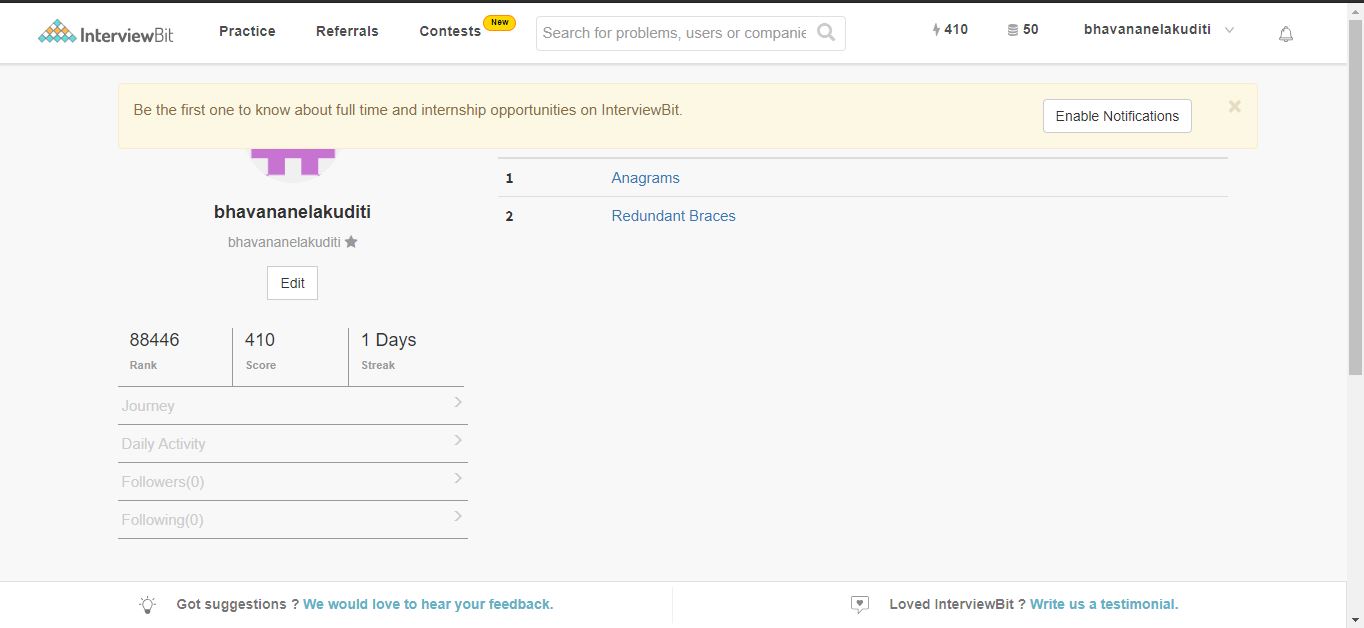 InterviewBit
Practice
Referrals
Contests
New
Search for problems, users or companie
410
50
bhavananelakuditi
Be the first one to know about full time and internship opportunities on InterviewBit.
Enable Notifications
×
bhavananelakuditi
bhavananelakuditi
Edit
88446
Rank
410
Score
1 Days
Streak
Journey
Daily Activity
Followers(0)
Following(0)
1 Anagrams
2 Redundant Braces
Got suggestions ? We would love to hear your feedback.
Loved InterviewBit ? Write us a testimonial.